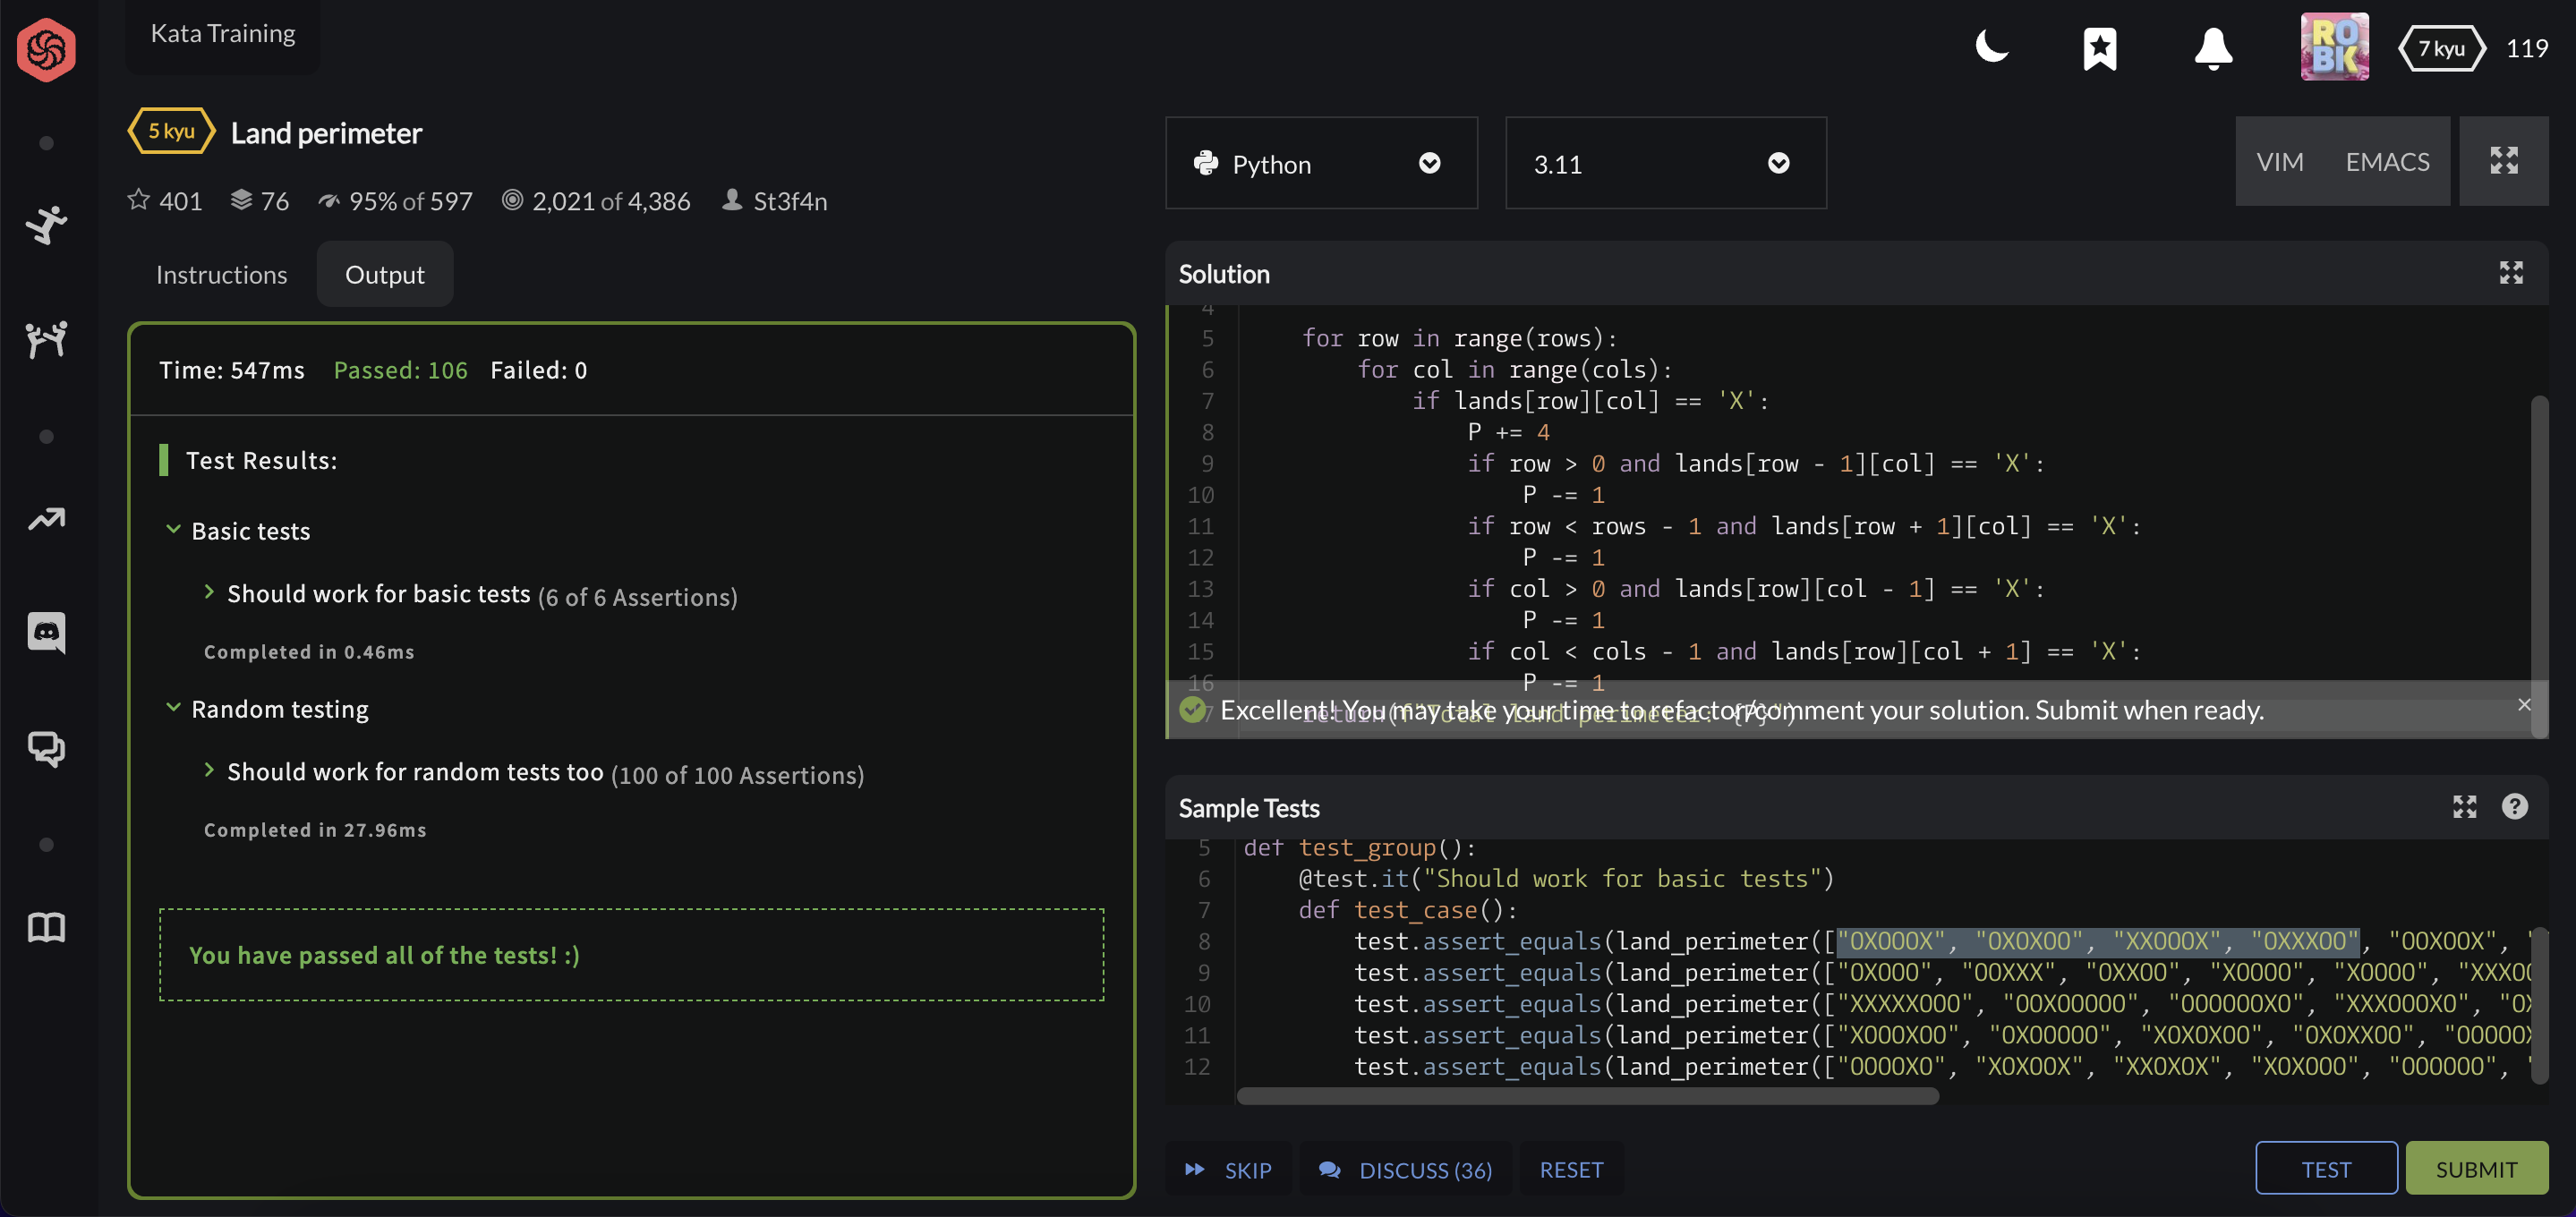 Kata Training
7 kyu 119
5 kyu Land perimeter
401 76 95% of 597 2,021 of 4,386 St3f4n
Python 3.11 VIM EMACS
Instructions Output
Time: 547ms Passed: 106 Failed: 0
Test Results:
Basic tests
Should work for basic tests (6 of 6 Assertions)
Completed in 0.46ms
Random testing
Should work for random tests too (100 of 100 Assertions)
Completed in 27.96ms
You have passed all of the tests! :)
Solution
4
5 for row in range(rows):
6 for col in range(cols):
7 if lands[row][col] == 'X':
8 P += 4
9 if row > 0 and lands[row - 1][col] == 'X':
10 P -= 1
11 if row < rows - 1 and lands[row + 1][col] == 'X':
12 P -= 1
13 if col > 0 and lands[row][col - 1] == 'X':
14 P -= 1
15 if col < cols - 1 and lands[row][col + 1] == 'X':
16 P -= 1
17 return(f"Total land perimeter: {P}")
Excellent! You may take your time to refactor/comment your solution. Submit when ready.
Sample Tests
5 def test_group():
6 @test.it("Should work for basic tests")
7 def test_case():
8 test.assert_equals(land_perimeter(["OXOOOX", "OXOXOO", "XXOOOX", "OXXXOO", "OOXOOX", "
9 test.assert_equals(land_perimeter(["OXOOO", "OOXXX", "OXXOO", "XOOOO", "XOOOO", "XXXOO
10 test.assert_equals(land_perimeter(["XXXXXOOO", "OOXOOOOO", "OOOOOOXO", "XXXOOOXO", "OX
11 test.assert_equals(land_perimeter(["XOOOXOO", "OXOOOOO", "XOXOXOO", "OXOXXOO", "OOOOOX
12 test.assert_equals(land_perimeter(["OOOOXO", "XOXOOX", "XXOXOX", "XOXOOO", "OOOOOO", "
SKIP DISCUSS (36) RESET TEST SUBMIT
RO
BK